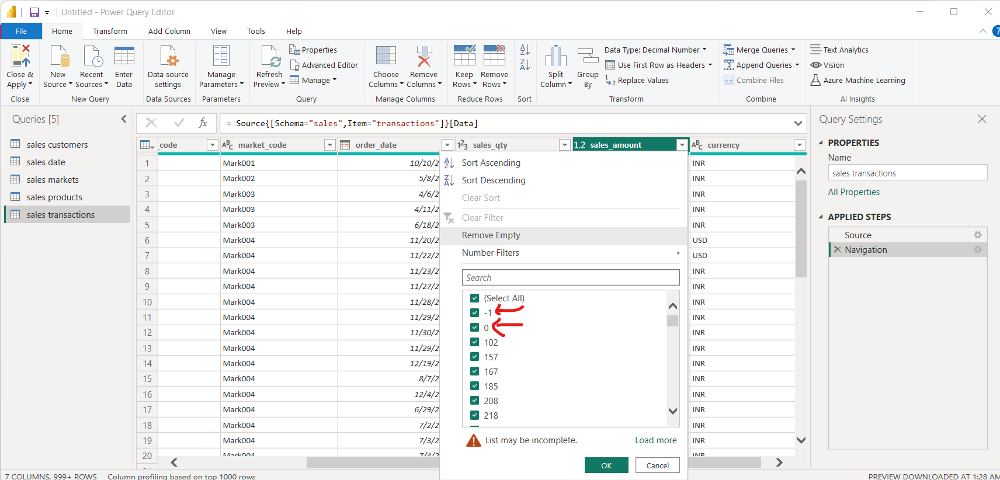 Untitled - Power Query Editor
File Home Transform Add Column View Tools Help
Close & Apply
New Source
Recent Sources
Enter Data
Data source settings
Manage Parameters
Refresh Preview
Properties
Advanced Editor
Manage
Choose Columns
Remove Columns
Keep Rows
Remove Rows
Split Column
Group By
Data Type: Decimal Number
Use First Row as Headers
Replace Values
Merge Queries
Append Queries
Combine Files
Text Analytics
Vision
Azure Machine Learning
Close New Query Data Sources Parameters Query Manage Columns Reduce Rows Sort Transform Combine AI Insights
Queries [5]
sales customers
sales date
sales markets
sales products
sales transactions
fx = Source{[Schema="sales",Item="transactions"]}[Data]
_code ABC market_code order_date 123 sales_qty 1.2 sales_amount ABC currency
1 Mark001 10/10/2 INR
2 Mark002 5/8/2 INR
3 Mark003 4/6/2 INR
4 Mark003 4/11/2 INR
5 Mark003 6/18/2 INR
6 Mark004 11/20/2 USD
7 Mark004 11/22/2 USD
8 Mark004 11/23/2 INR
9 Mark004 11/27/2 INR
10 Mark004 11/28/2 INR
11 Mark004 11/29/2 INR
12 Mark004 11/30/2 INR
13 Mark004 11/29/2 INR
14 Mark004 12/19/2 INR
15 Mark004 8/7/2 INR
16 Mark004 12/4/2 INR
17 Mark004 6/29/2 INR
18 Mark004 7/2/2 INR
19 Mark004 7/3/2 INR
20 Mark004 7/4/2 INR
Sort Ascending
Sort Descending
Clear Sort
Clear Filter
Remove Empty
Number Filters
Search
(Select All)
-1
0
102
157
167
185
208
218
List may be incomplete. Load more
OK Cancel
Query Settings
PROPERTIES
Name
sales transactions
All Properties
APPLIED STEPS
Source
Navigation
7 COLUMNS, 999+ ROWS Column profiling based on top 1000 rows
PREVIEW DOWNLOADED AT 1:28 AM